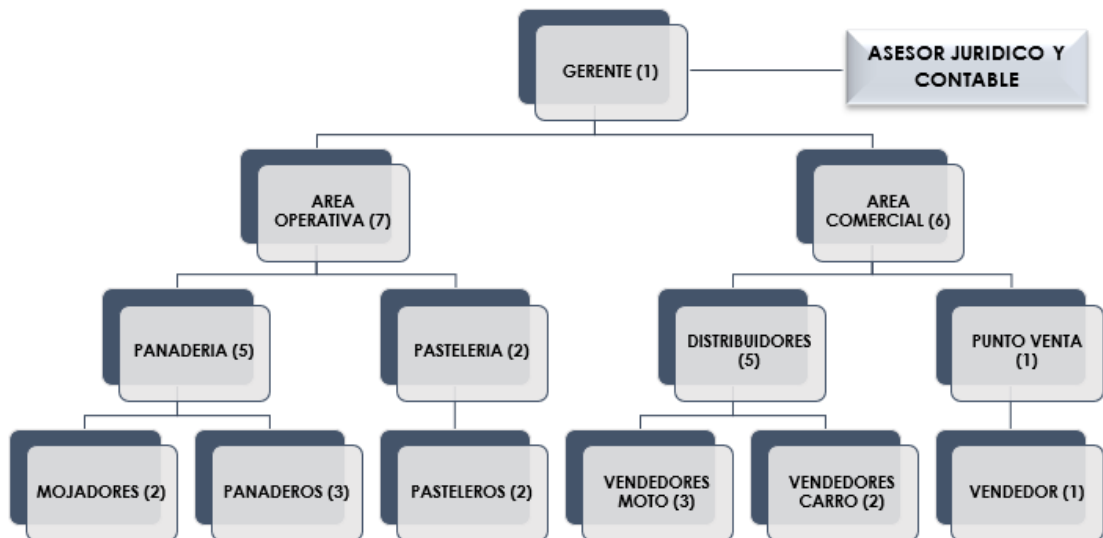 GERENTE (1)
ASESOR JURIDICO Y
CONTABLE
AREA
OPERATIVA (7)
AREA
COMERCIAL (6)
PANADERIA (5)
PASTELERIA (2)
DISTRIBUIDORES
(5)
PUNTO VENTA
(1)
MOJADORES (2)
PANADEROS (3)
PASTELEROS (2)
VENDEDORES
MOTO (3)
VENDEDORES
CARRO (2)
VENDEDOR (1)